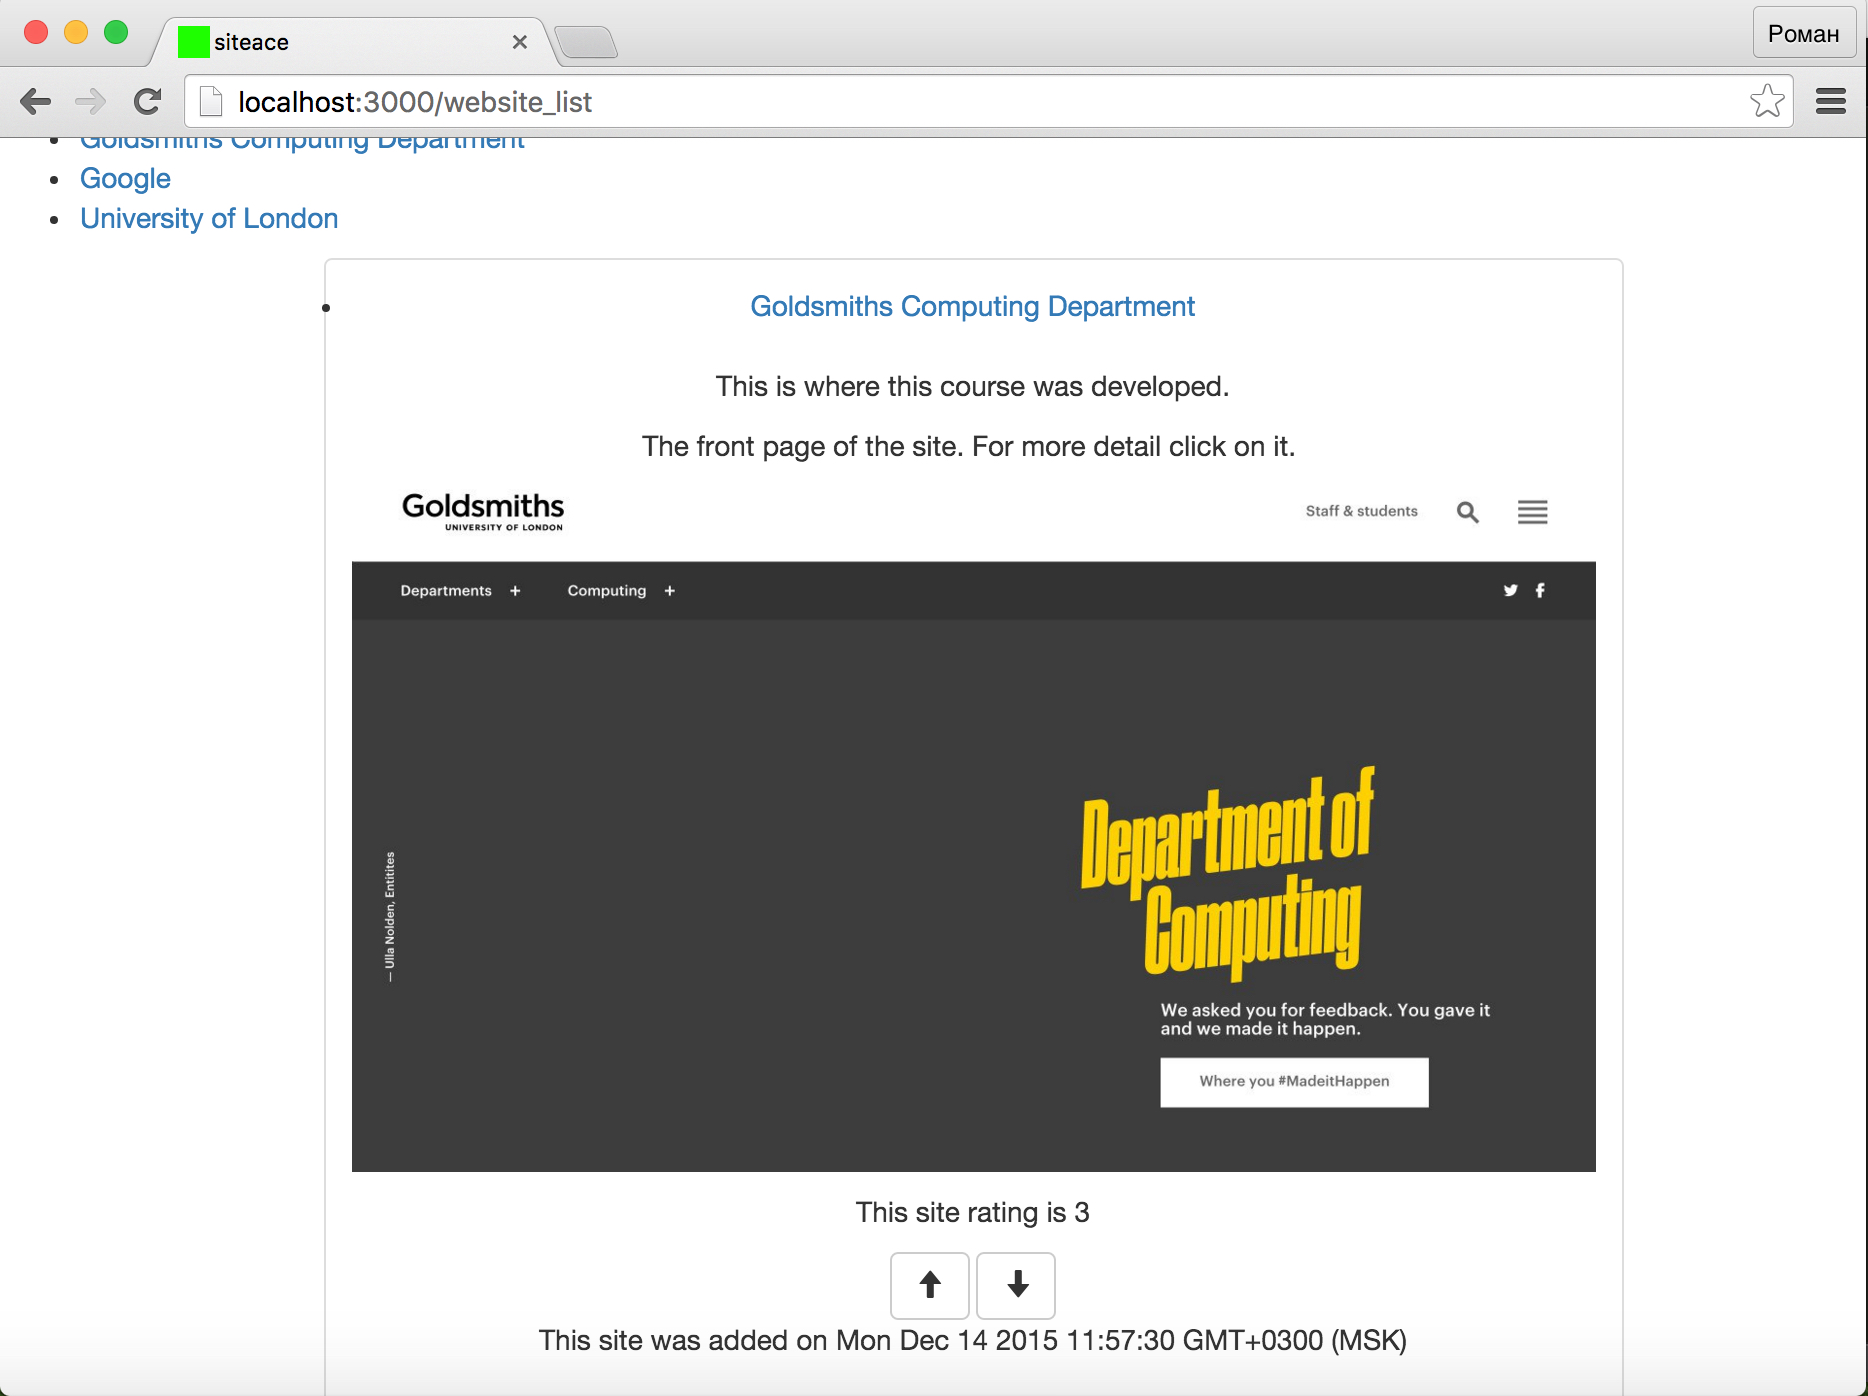 siteace
Роман
localhost:3000/website_list
Goldsmiths Computing Department
Google
University of London
Goldsmiths Computing Department
This is where this course was developed.
The front page of the site. For more detail click on it.
Goldsmiths
UNIVERSITY OF LONDON
Staff & students
Departments +
Computing +
— Ulla Nolden, Entitites
Department of
Computing
We asked you for feedback. You gave it
and we made it happen.
Where you #MadeitHappen
This site rating is 3
This site was added on Mon Dec 14 2015 11:57:30 GMT+0300 (MSK)